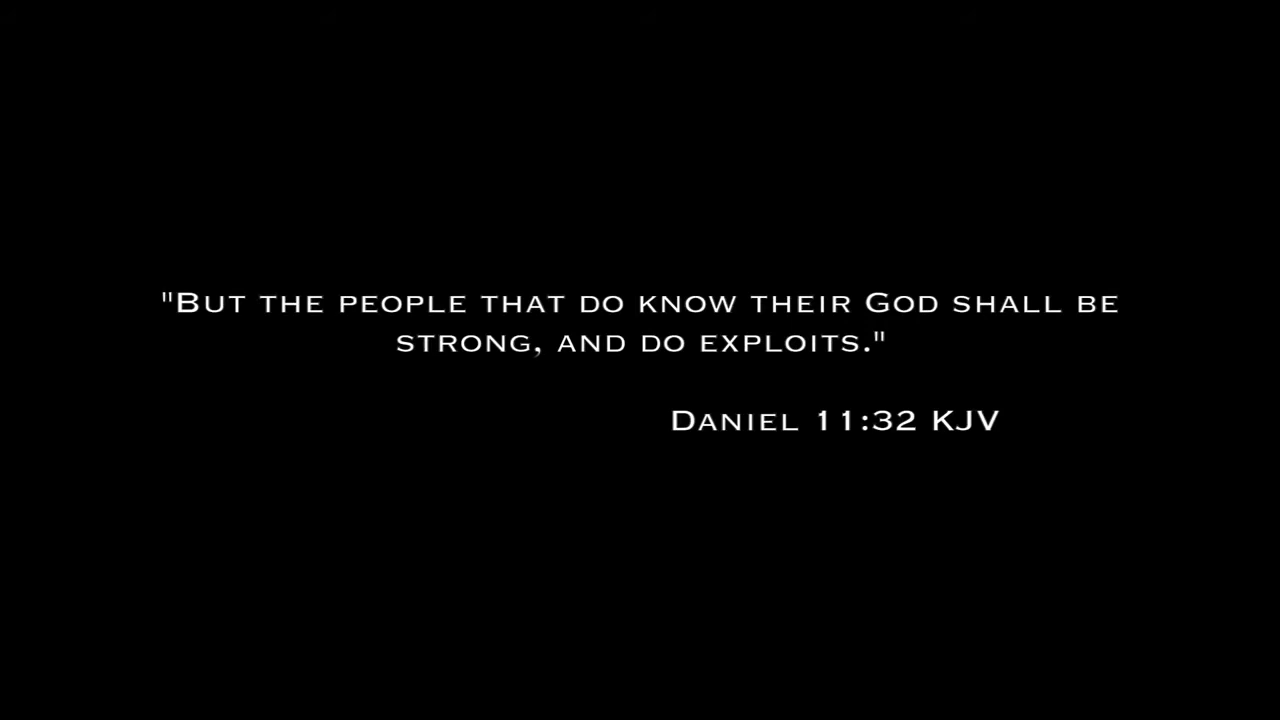 "But the people that do know their God shall be
strong, and do exploits."
Daniel 11:32 KJV